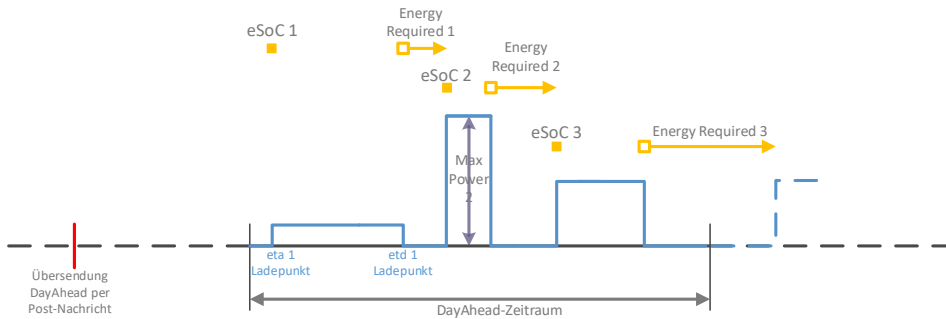 eSoC 1
Energy
Required 1
Energy
Required 2
eSoC 2
eSoC 3
Energy Required 3
Max
Power
2
eta 1
Ladepunkt
etd 1
Ladepunkt
Übersendung
DayAhead per
Post-Nachricht
DayAhead-Zeitraum